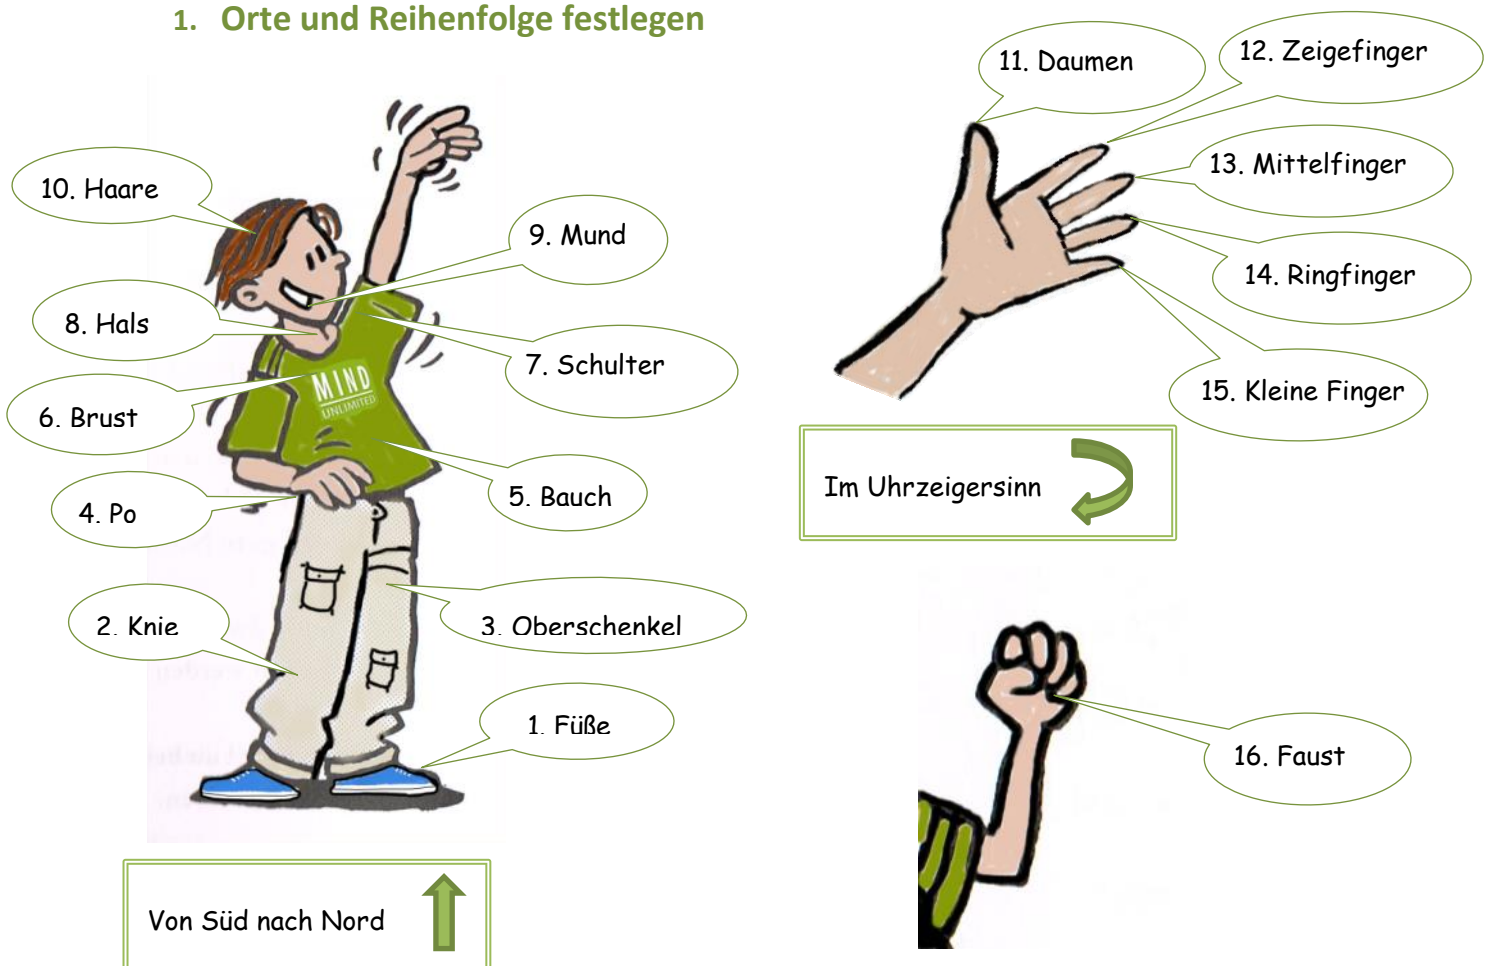 1. Orte und Reihenfolge festlegen
10. Haare
9. Mund
8. Hals
7. Schulter
MIND
UNLIMITED
6. Brust
5. Bauch
4. Po
2. Knie
3. Oberschenkel
1. Füße
Von Süd nach Nord
11. Daumen
12. Zeigefinger
13. Mittelfinger
14. Ringfinger
15. Kleine Finger
Im Uhrzeigersinn
16. Faust